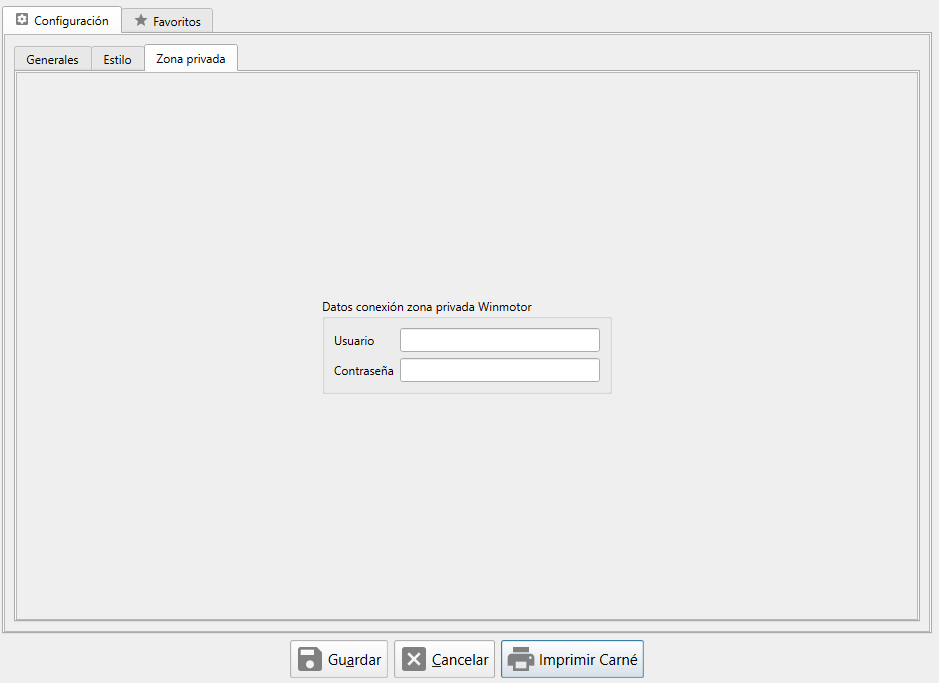 Configuración Favoritos
Generales Estilo Zona privada
Datos conexión zona privada Winmotor
Usuario
Contraseña
Guardar Cancelar Imprimir Carné